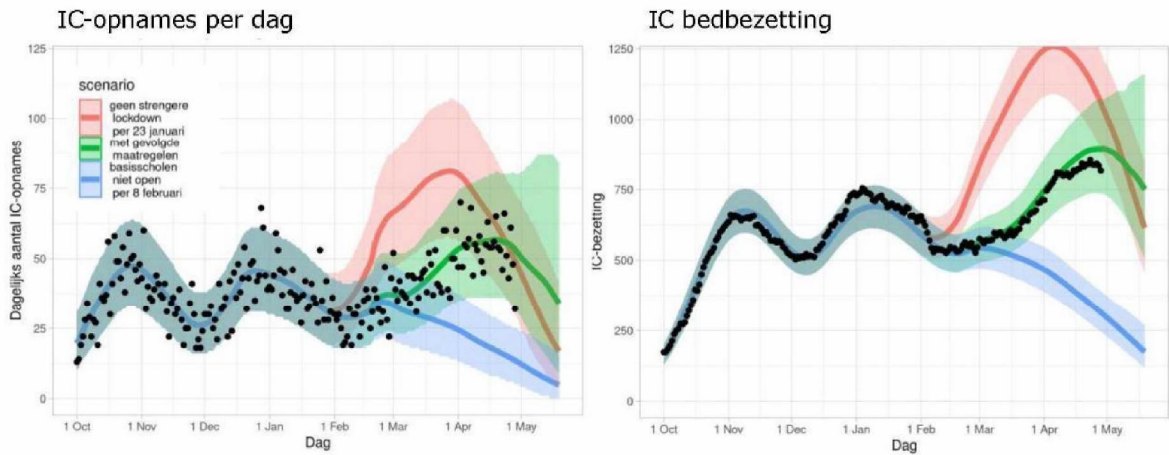 IC-opnames per dag
125
100
75
50
25
0
Dagelijks aantal IC-opnames
scenario
geen strengere
lockdown
per 23 januari
met gevolgde
maatregelen
basisscholen
niet open
per 8 februari
1 Oct
1 Nov
1 Dec
1 Jan
1 Feb
1 Mar
1 Apr
1 May
Dag
IC bedbezetting
1250
1000
750
500
250
0
IC-bezetting
1 Oct
1 Nov
1 Dec
1 Jan
1 Feb
1 Mar
1 Apr
1 May
Dag